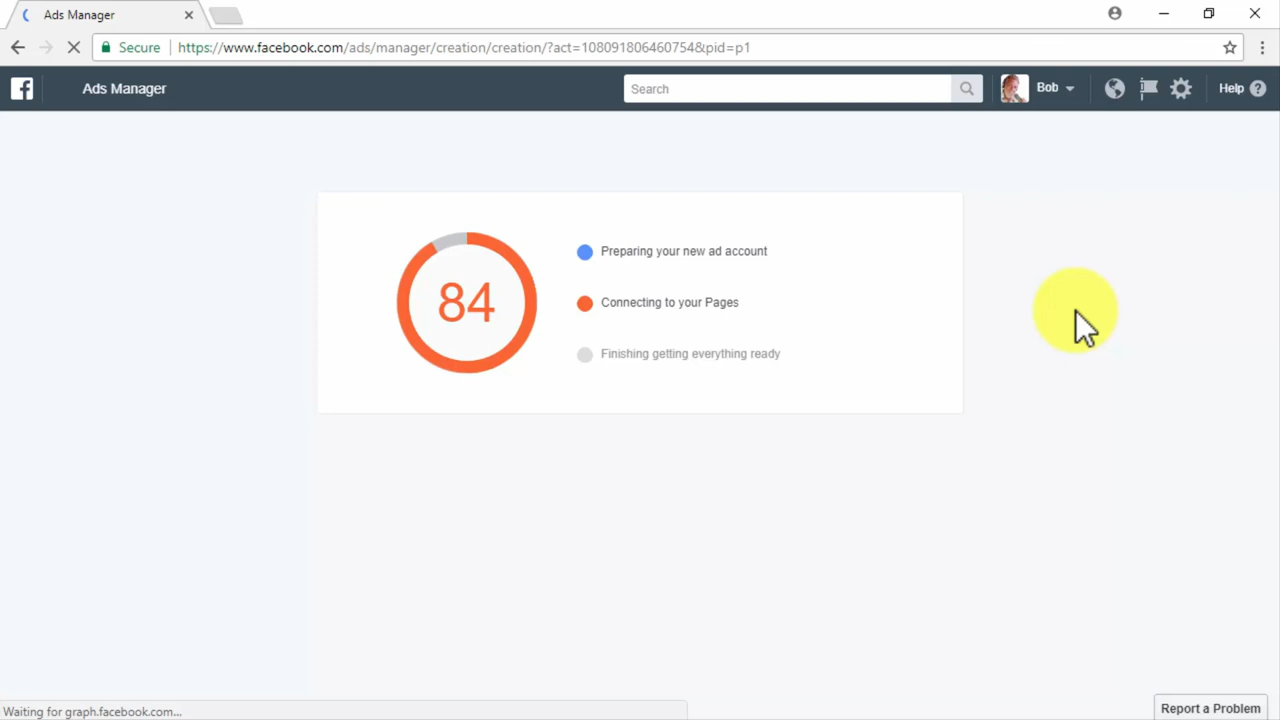 Ads Manager
Secure https://www.facebook.com/ads/manager/creation/creation/?act=1080918064607544&pid=p1
Ads Manager
Search
Bob
Help ?
84
Preparing your new ad account
Connecting to your Pages
Finishing getting everything ready
Waiting for graph.facebook.com...
Report a Problem